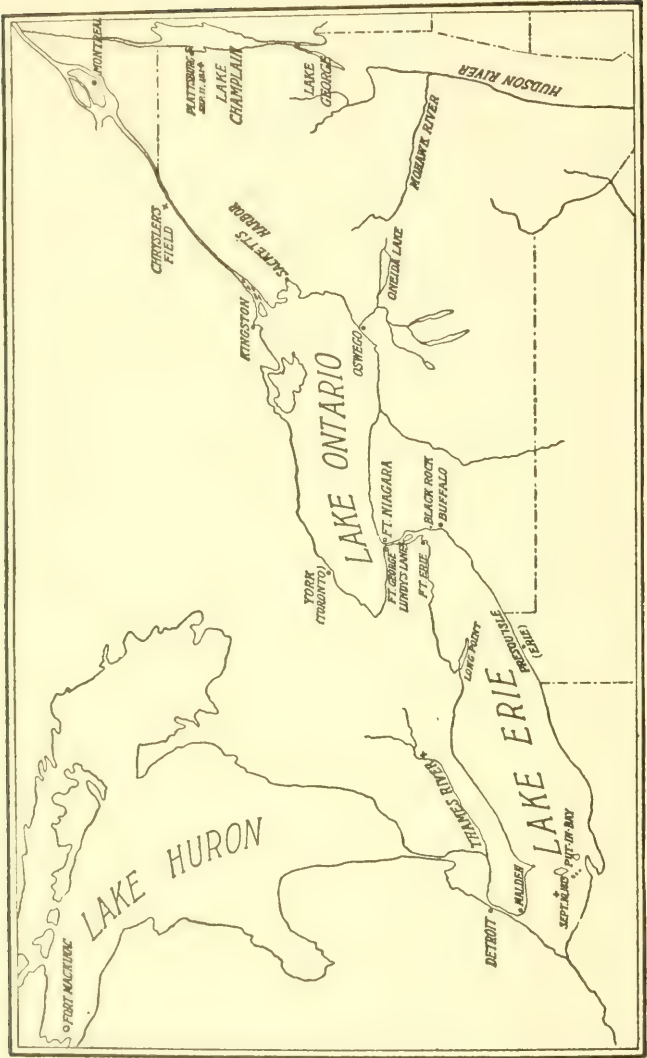 FORT MACKINAC
LAKE HURON
MONTREAL
PLATTSBURG
SEP. 11, 1814
LAKE
CHAMPLAIN
LAKE
GEORGE
HUDSON RIVER
MOHAWK RIVER
CHRYSLER'S
FIELD
SACKETT'S
HARBOR
KINGSTON
ONEIDA LAKE
OSWEGO
LAKE ONTARIO
YORK
(TORONTO)
FT. NIAGARA
FT. GEORGE
LUNDY'S LANE
FT. ERIE
BLACK ROCK
BUFFALO
LONG POINT
PRESQU'ISLE
(ERIE)
LAKE ERIE
THAMES RIVER
DETROIT
MALDEN
SEPT. 10, 1813
PUT-IN-BAY